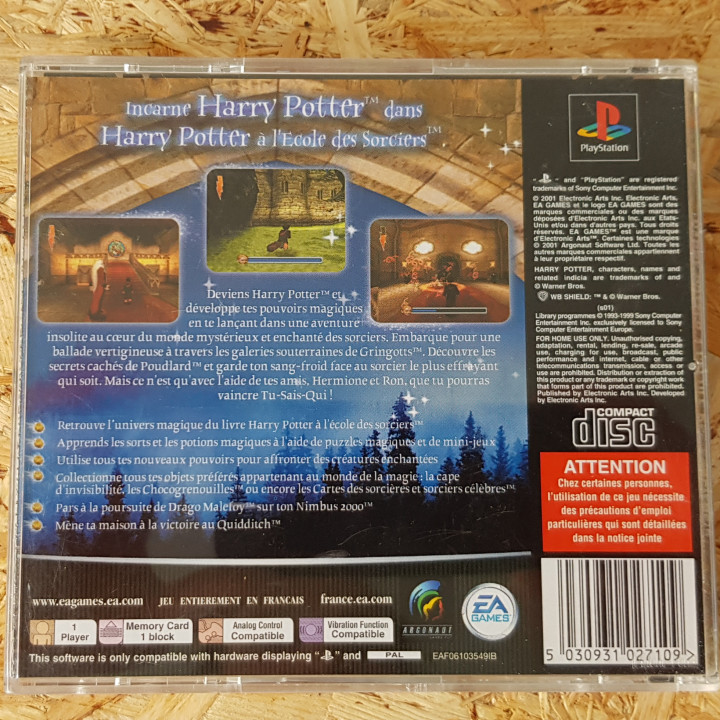 Incarne Harry Potter™ dans
Harry Potter à l'Ecole des Sorciers™
Deviens Harry Potter™ et
développe tes pouvoirs magiques
en te lançant dans une aventure
insolite au cœur du monde mystérieux et enchanté des sorciers. Embarque pour une
ballade vertigineuse à travers les galeries souterraines de Gringotts™. Découvre les
secrets cachés de Poudlard™ et garde ton sang-froid face au sorcier le plus effrayant
qui soit. Mais ce n'est qu'avec l'aide de tes amis, Hermione et Ron, que tu pourras
vaincre Tu-Sais-Qui !
Retrouve l'univers magique du livre Harry Potter à l'école des sorciers™
Apprends les sorts et les potions magiques à l'aide de puzzles magiques et de mini-jeux
Utilise tous tes nouveaux pouvoirs pour affronter des créatures enchantées
Collectionne tous tes objets préférés appartenant au monde de la magie : la cape
d'invisibilité, les Chocogrenouilles™ ou encore les Cartes des sorcières et sorciers célèbres™
Pars à la poursuite de Drago Malefoy™ sur ton Nimbus 2000™
Mène ta maison à la victoire au Quidditch™
www.eagames.ea.com JEU ENTIEREMENT EN FRANCAIS france.ea.com
1
Player
Memory Card
1 block
Analog Control
Compatible
Vibration Function
Compatible
ARGONAUT
EA
GAMES™
This software is only compatible with hardware displaying "PS" and PAL EAF06103549IB
PlayStation
"PS" and "PlayStation" are registered
trademarks of Sony Computer Entertainment Inc.
© 2001 Electronic Arts Inc. Electronic Arts,
EA GAMES et le logo EA GAMES sont des
marques commerciales ou des marques
déposées d'Electronic Arts Inc. aux Etats-
Unis et/ou dans d'autres pays. Tous droits
réservés. EA GAMES™ est une marque
d'Electronic Arts™. Certaines technologies
© 2001 Argonaut Software Ltd. Toutes les
autres marques commerciales appartiennent
à leur propriétaire respectif.
HARRY POTTER, characters, names and
related indicia are trademarks of and
© Warner Bros.
WB SHIELD: ™ & © Warner Bros.
(s01)
Library programmes © 1993-1999 Sony Computer
Entertainment Inc. exclusively licensed to Sony
Computer Entertainment Europe.
FOR HOME USE ONLY. Unauthorised copying,
adaptation, rental, lending, re-sale, arcade
use, charging for use, broadcast, public
performance and internet, cable or other
telecommunications transmission, access or
use are prohibited. Distribution or extraction of
this product or any trademark or copyright work
that forms part of this product are prohibited.
Published by Electronic Arts Inc. Developed
by Electronic Arts Inc.
COMPACT
disc
ATTENTION
Chez certaines personnes,
l'utilisation de ce jeu nécessite
des précautions d'emploi
particulières qui sont détaillées
dans la notice jointe
5 030931 027109 >